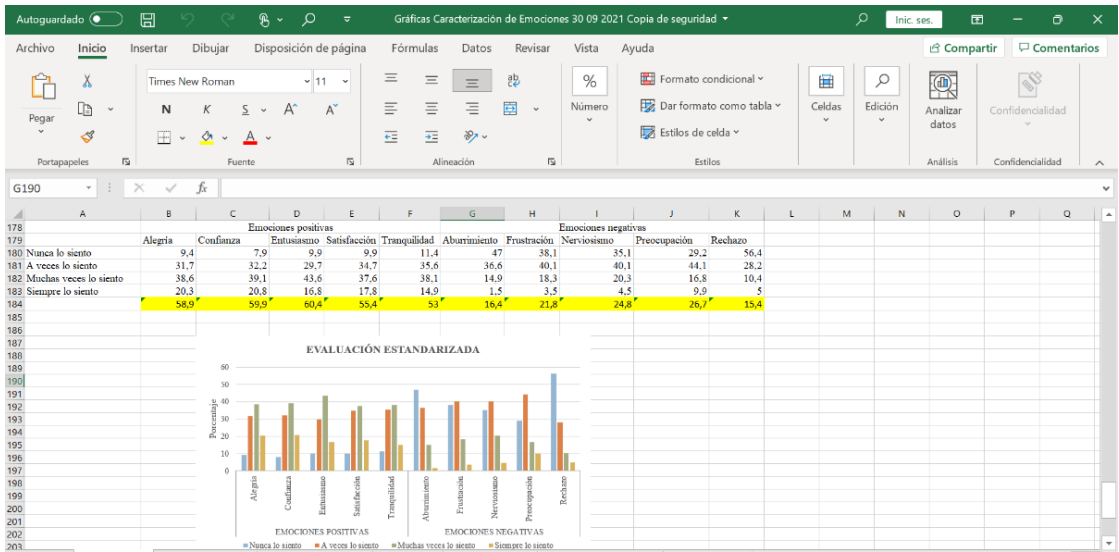 Autoguardado Gráficas Caracterización de Emociones 30 09 2021 Copia de seguridad Inic. ses.
Archivo Inicio Insertar Dibujar Disposición de página Fórmulas Datos Revisar Vista Ayuda Compartir Comentarios
Pegar
Portapapeles
Times New Roman 11
N K S A A
A
Fuente
ab
Alineación
%
Número
Formato condicional
Dar formato como tabla
Estilos de celda
Estilos
Celdas
Edición
Analizar datos
Análisis
Confidencialidad
Confidencialidad
G190 fx
A B C D E F G H I J K L M N O P Q
178 Emociones positivas Emociones negativas
179 Alegría Confianza Entusiasmo Satisfacción Tranquilidad Aburrimiento Frustración Nerviosismo Preocupación Rechazo
180 Nunca lo siento 9,4 7,9 9,9 9,9 11,4 47 38,1 35,1 29,2 56,4
181 A veces lo siento 31,7 32,2 29,7 34,7 35,6 36,6 40,1 40,1 44,1 28,2
182 Muchas veces lo siento 38,6 39,1 43,6 37,6 38,1 14,9 18,3 20,3 16,8 10,4
183 Siempre lo siento 20,3 20,8 16,8 17,8 14,9 1,5 3,5 4,5 9,9 5
184 58,9 59,9 60,4 55,4 53 16,4 21,8 24,8 26,7 15,4
185
186
187
188
189
190
191
192
193
194
195
196
197
198
199
200
201
202
203
EVALUACIÓN ESTANDARIZADA
Porcentaje
60
50
40
30
20
10
0
Alegría Confianza Entusiasmo Satisfacción Tranquilidad Aburrimiento Frustración Nerviosismo Preocupación Rechazo
EMOCIONES POSITIVAS EMOCIONES NEGATIVAS
Nunca lo siento A veces lo siento Muchas veces lo siento Siempre lo siento